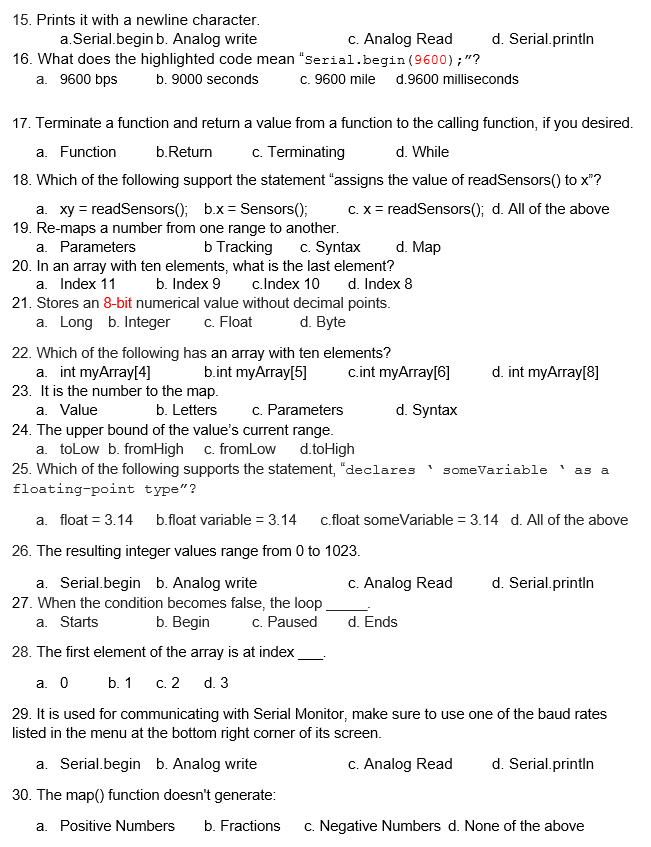 15. Prints it with a newline character.
a.Serial.begin b. Analog write c. Analog Read d. Serial.println
16. What does the highlighted code mean “Serial.begin(9600);”?
a. 9600 bps b. 9000 seconds c. 9600 mile d.9600 milliseconds
17. Terminate a function and return a value from a function to the calling function, if you desired.
a. Function b.Return c. Terminating d. While
18. Which of the following support the statement “assigns the value of readSensors() to x”?
a. xy = readSensors(); b.x = Sensors(); c. x = readSensors(); d. All of the above
19. Re-maps a number from one range to another.
a. Parameters b Tracking c. Syntax d. Map
20. In an array with ten elements, what is the last element?
a. Index 11 b. Index 9 c.Index 10 d. Index 8
21. Stores an 8-bit numerical value without decimal points.
a. Long b. Integer c. Float d. Byte
22. Which of the following has an array with ten elements?
a. int myArray[4] b.int myArray[5] c.int myArray[6] d. int myArray[8]
23. It is the number to the map.
a. Value b. Letters c. Parameters d. Syntax
24. The upper bound of the value’s current range.
a. toLow b. fromHigh c. fromLow d.toHigh
25. Which of the following supports the statement, “declares ‘ someVariable ‘ as a
floating-point type”?
a. float = 3.14 b.float variable = 3.14 c.float someVariable = 3.14 d. All of the above
26. The resulting integer values range from 0 to 1023.
a. Serial.begin b. Analog write c. Analog Read d. Serial.println
27. When the condition becomes false, the loop _____.
a. Starts b. Begin c. Paused d. Ends
28. The first element of the array is at index ___.
a. 0 b. 1 c. 2 d. 3
29. It is used for communicating with Serial Monitor, make sure to use one of the baud rates
listed in the menu at the bottom right corner of its screen.
a. Serial.begin b. Analog write c. Analog Read d. Serial.println
30. The map() function doesn't generate:
a. Positive Numbers b. Fractions c. Negative Numbers d. None of the above